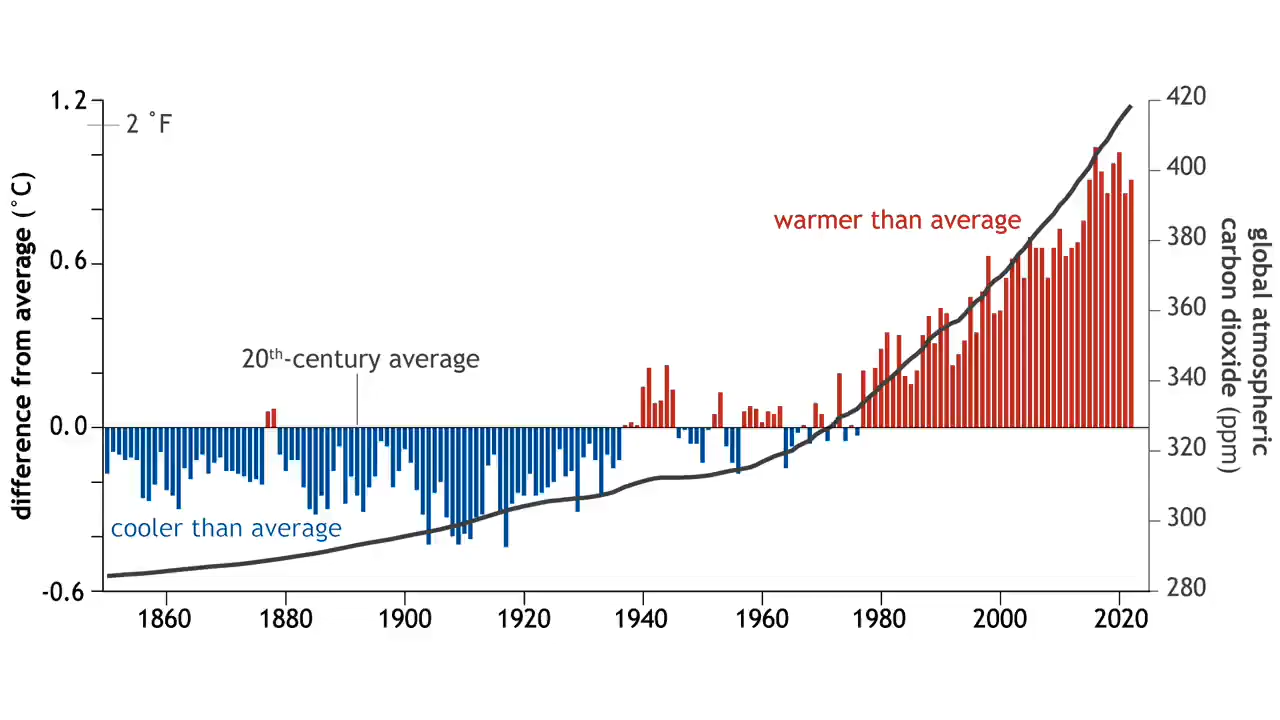 1.2
2 ˚F
0.6
0.0
-0.6
difference from average (˚C)
20th-century average
warmer than average
cooler than average
1860 1880 1900 1920 1940 1960 1980 2000 2020
420
400
380
360
340
320
300
280
global atmospheric
carbon dioxide (ppm)